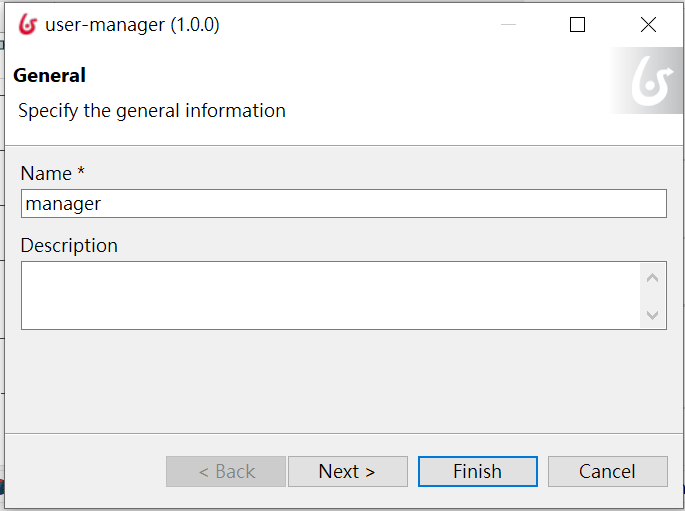 user-manager (1.0.0)
General
Specify the general information
Name *
manager
Description
< Back
Next >
Finish
Cancel